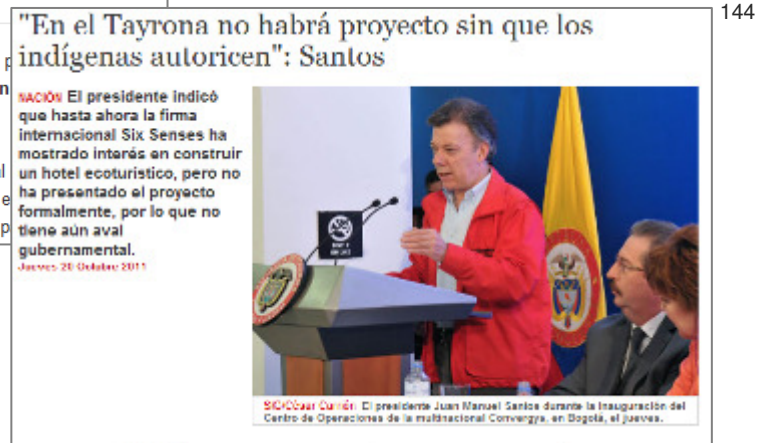 144
"En el Tayrona no habrá proyecto sin que los
indígenas autoricen": Santos
NACIÓN El presidente indicó
que hasta ahora la firma
internacional Six Senses ha
mostrado interés en construir
un hotel ecoturístico, pero no
ha presentado el proyecto
formalmente, por lo que no
tiene aún aval
gubernamental.
Jueves 20 Octubre 2011
SIG/César Carrión El presidente Juan Manuel Santos durante la inauguración del
Centro de Operaciones de la multinacional Convergys, en Bogotá, el jueves.